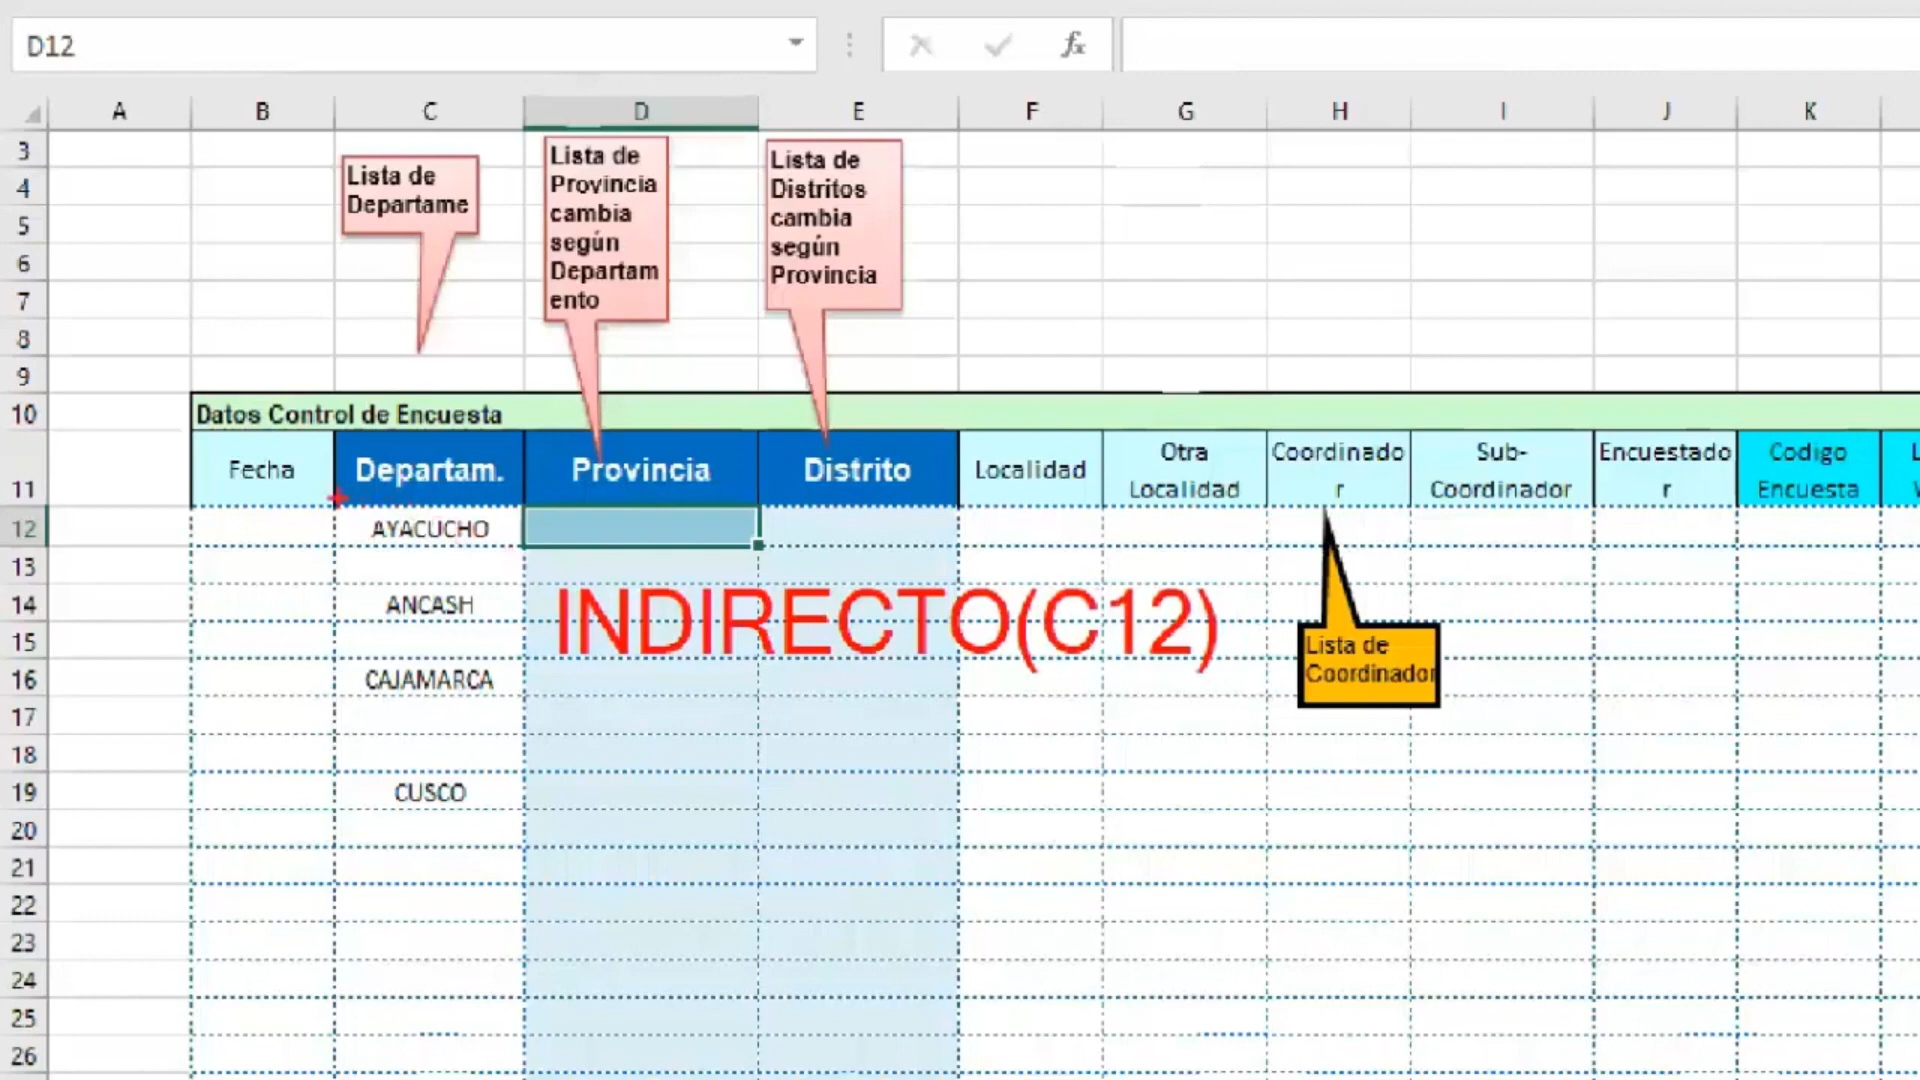 D12
fx
A B C D E F G H I J K
3
4
5
6
7
8
9
10
11
12
13
14
15
16
17
18
19
20
21
22
23
24
25
26
Lista de
Departame
Lista de
Provincia
cambia
según
Departam
ento
Lista de
Distritos
cambia
según
Provincia
Datos Control de Encuesta
Fecha
Departam.
Provincia
Distrito
Localidad
Otra
Localidad
Coordinado
r
Sub-
Coordinador
Encuestado
r
Codigo
Encuesta
AYACUCHO
ANCASH
CAJAMARCA
CUSCO
INDIRECTO(C12)
Lista de
Coordinador